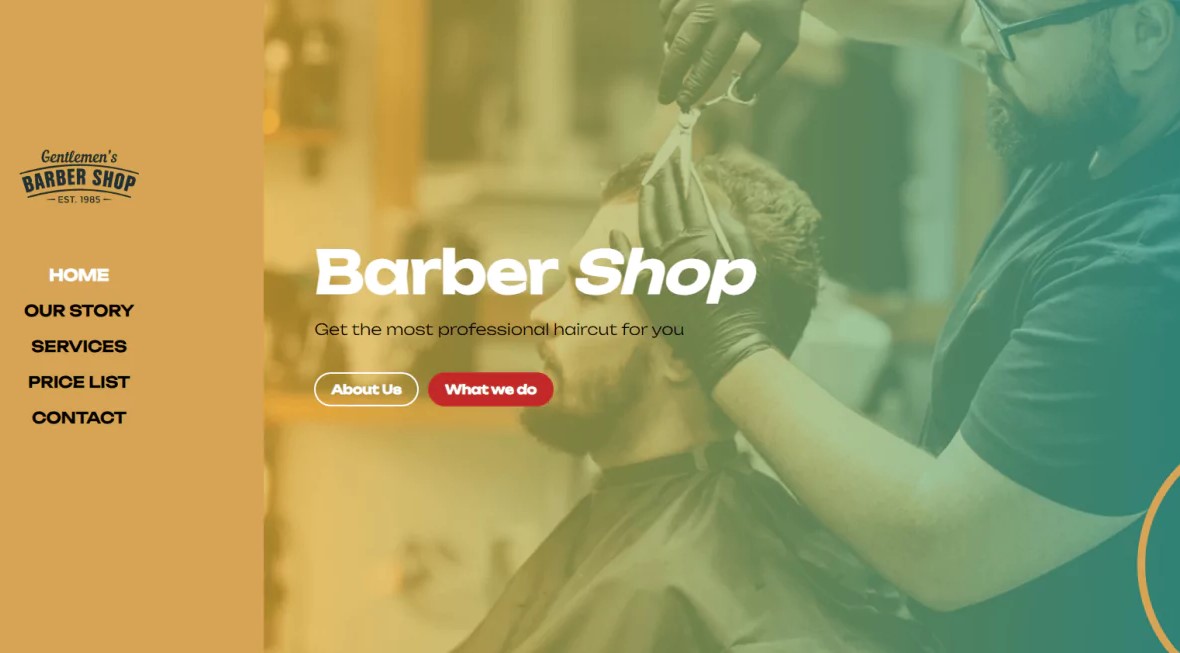 Gentlemen's
BARBER SHOP
EST. 1985
HOME
OUR STORY
SERVICES
PRICE LIST
CONTACT
Barber Shop
Get the most professional haircut for you
About Us
What we do